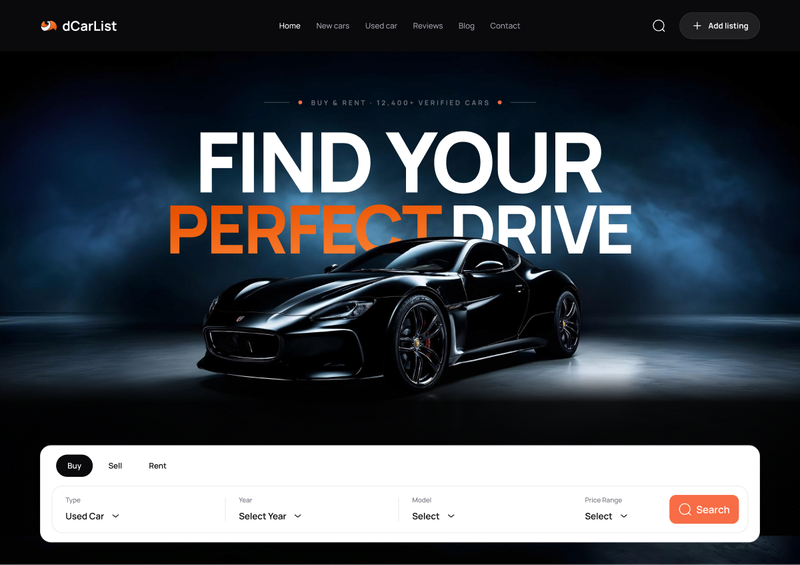 dCarList
Home New cars Used car Reviews Blog Contact
Add listing
BUY & RENT · 12,400+ VERIFIED CARS
FIND YOUR
PERFECT DRIVE
Buy Sell Rent
Type Year Model Price Range
Used Car Select Year Select Select
Search